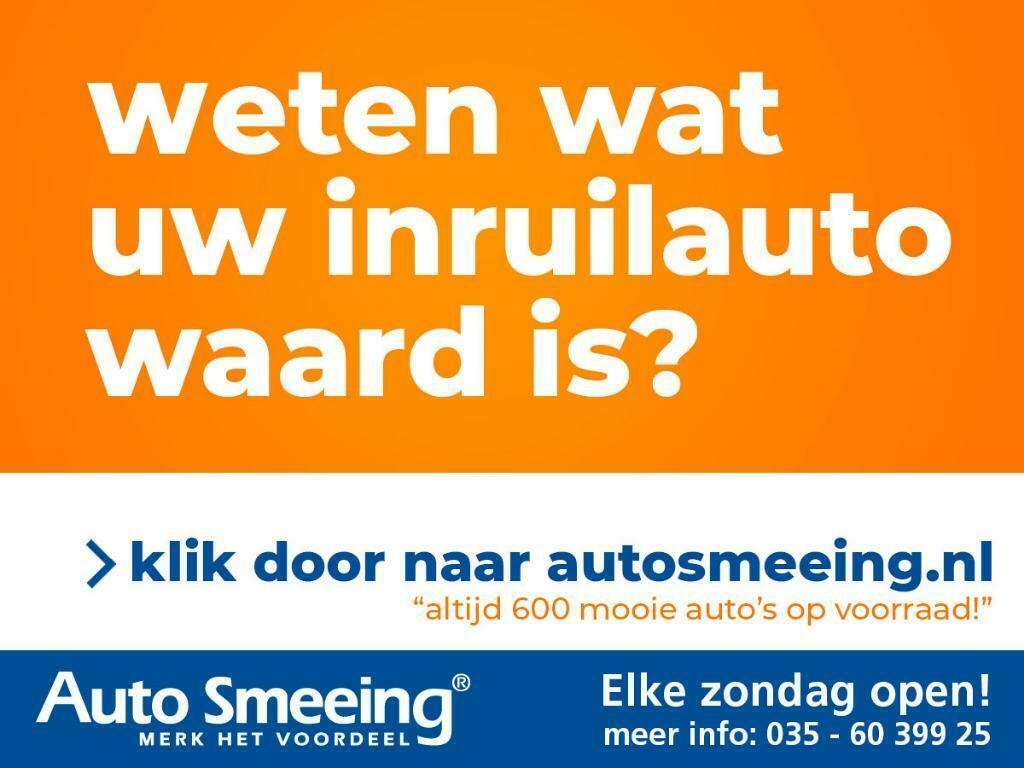 weten wat
uw inruilauto
waard is?
> klik door naar autosmeeing.nl
“altijd 600 mooie auto’s op voorraad!”
Auto Smeeing®
MERK HET VOORDEEL
Elke zondag open!
meer info: 035 - 60 399 25